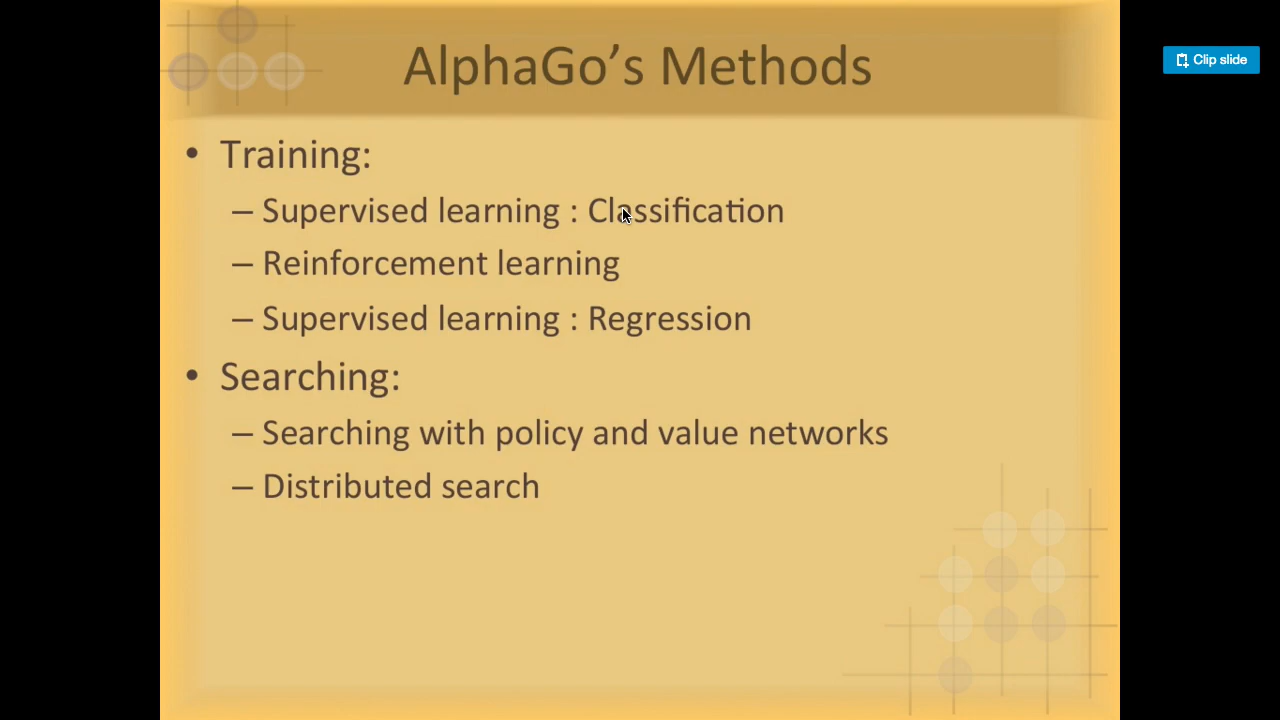 AlphaGo’s Methods
Clip slide
• Training:
– Supervised learning : Classification
– Reinforcement learning
– Supervised learning : Regression
• Searching:
– Searching with policy and value networks
– Distributed search